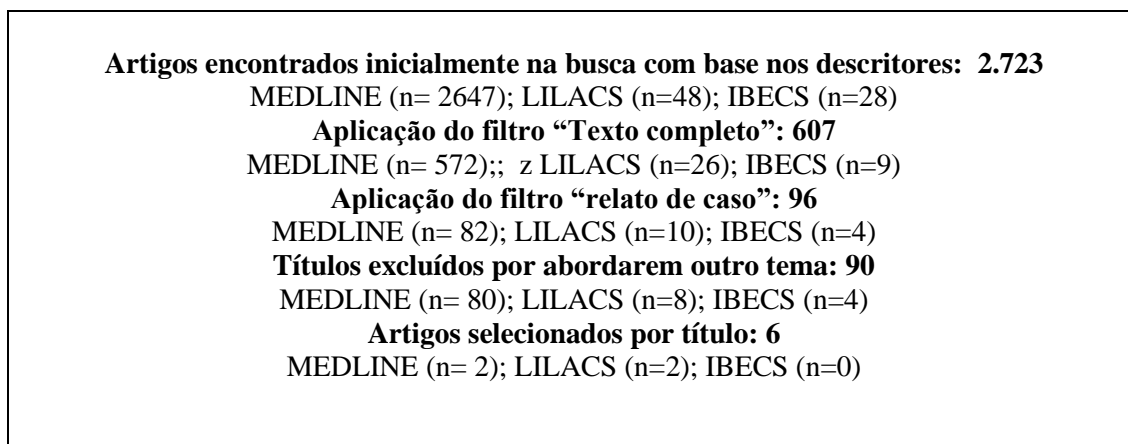 Artigos encontrados inicialmente na busca com base nos descritores: 2.723
MEDLINE (n= 2647); LILACS (n=48); IBECS (n=28)
Aplicação do filtro “Texto completo”: 607
MEDLINE (n= 572);; z LILACS (n=26); IBECS (n=9)
Aplicação do filtro “relato de caso”: 96
MEDLINE (n= 82); LILACS (n=10); IBECS (n=4)
Títulos excluídos por abordarem outro tema: 90
MEDLINE (n= 80); LILACS (n=8); IBECS (n=4)
Artigos selecionados por título: 6
MEDLINE (n= 2); LILACS (n=2); IBECS (n=0)